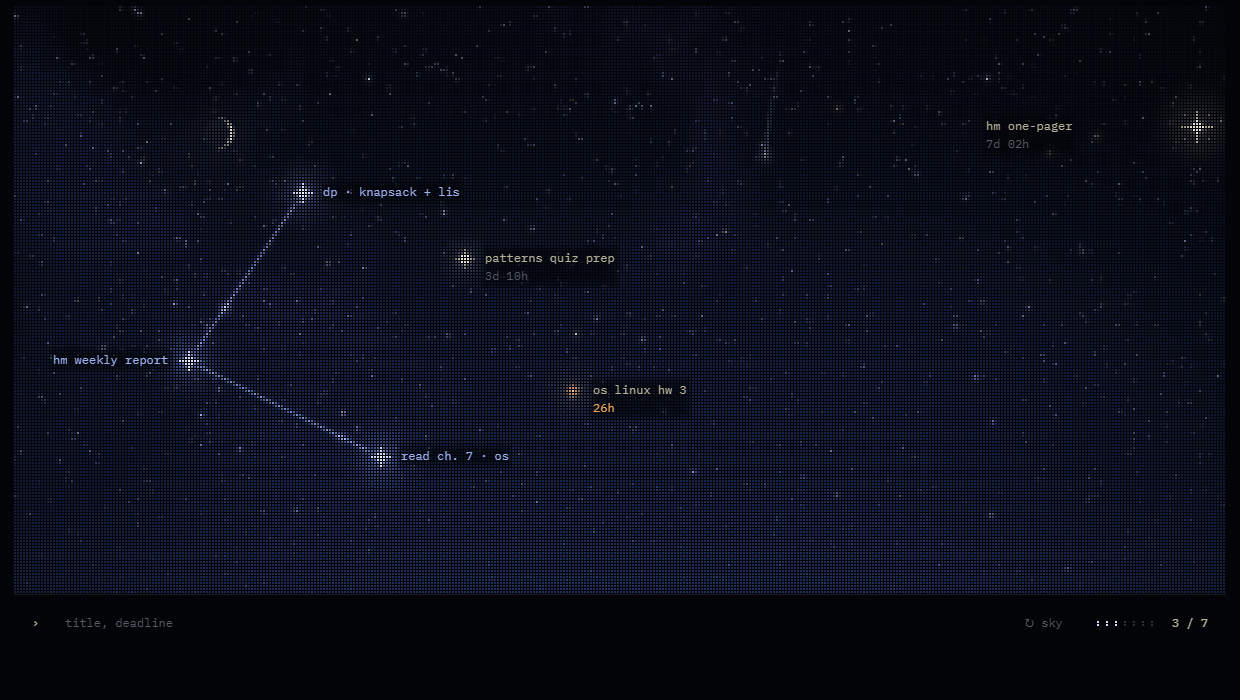 hm one-pager
7d 02h
dp · knapsack + lis
patterns quiz prep
3d 10h
hm weekly report
os linux hw 3
26h
read ch. 7 · os
› title, deadline
↻ sky
3 / 7